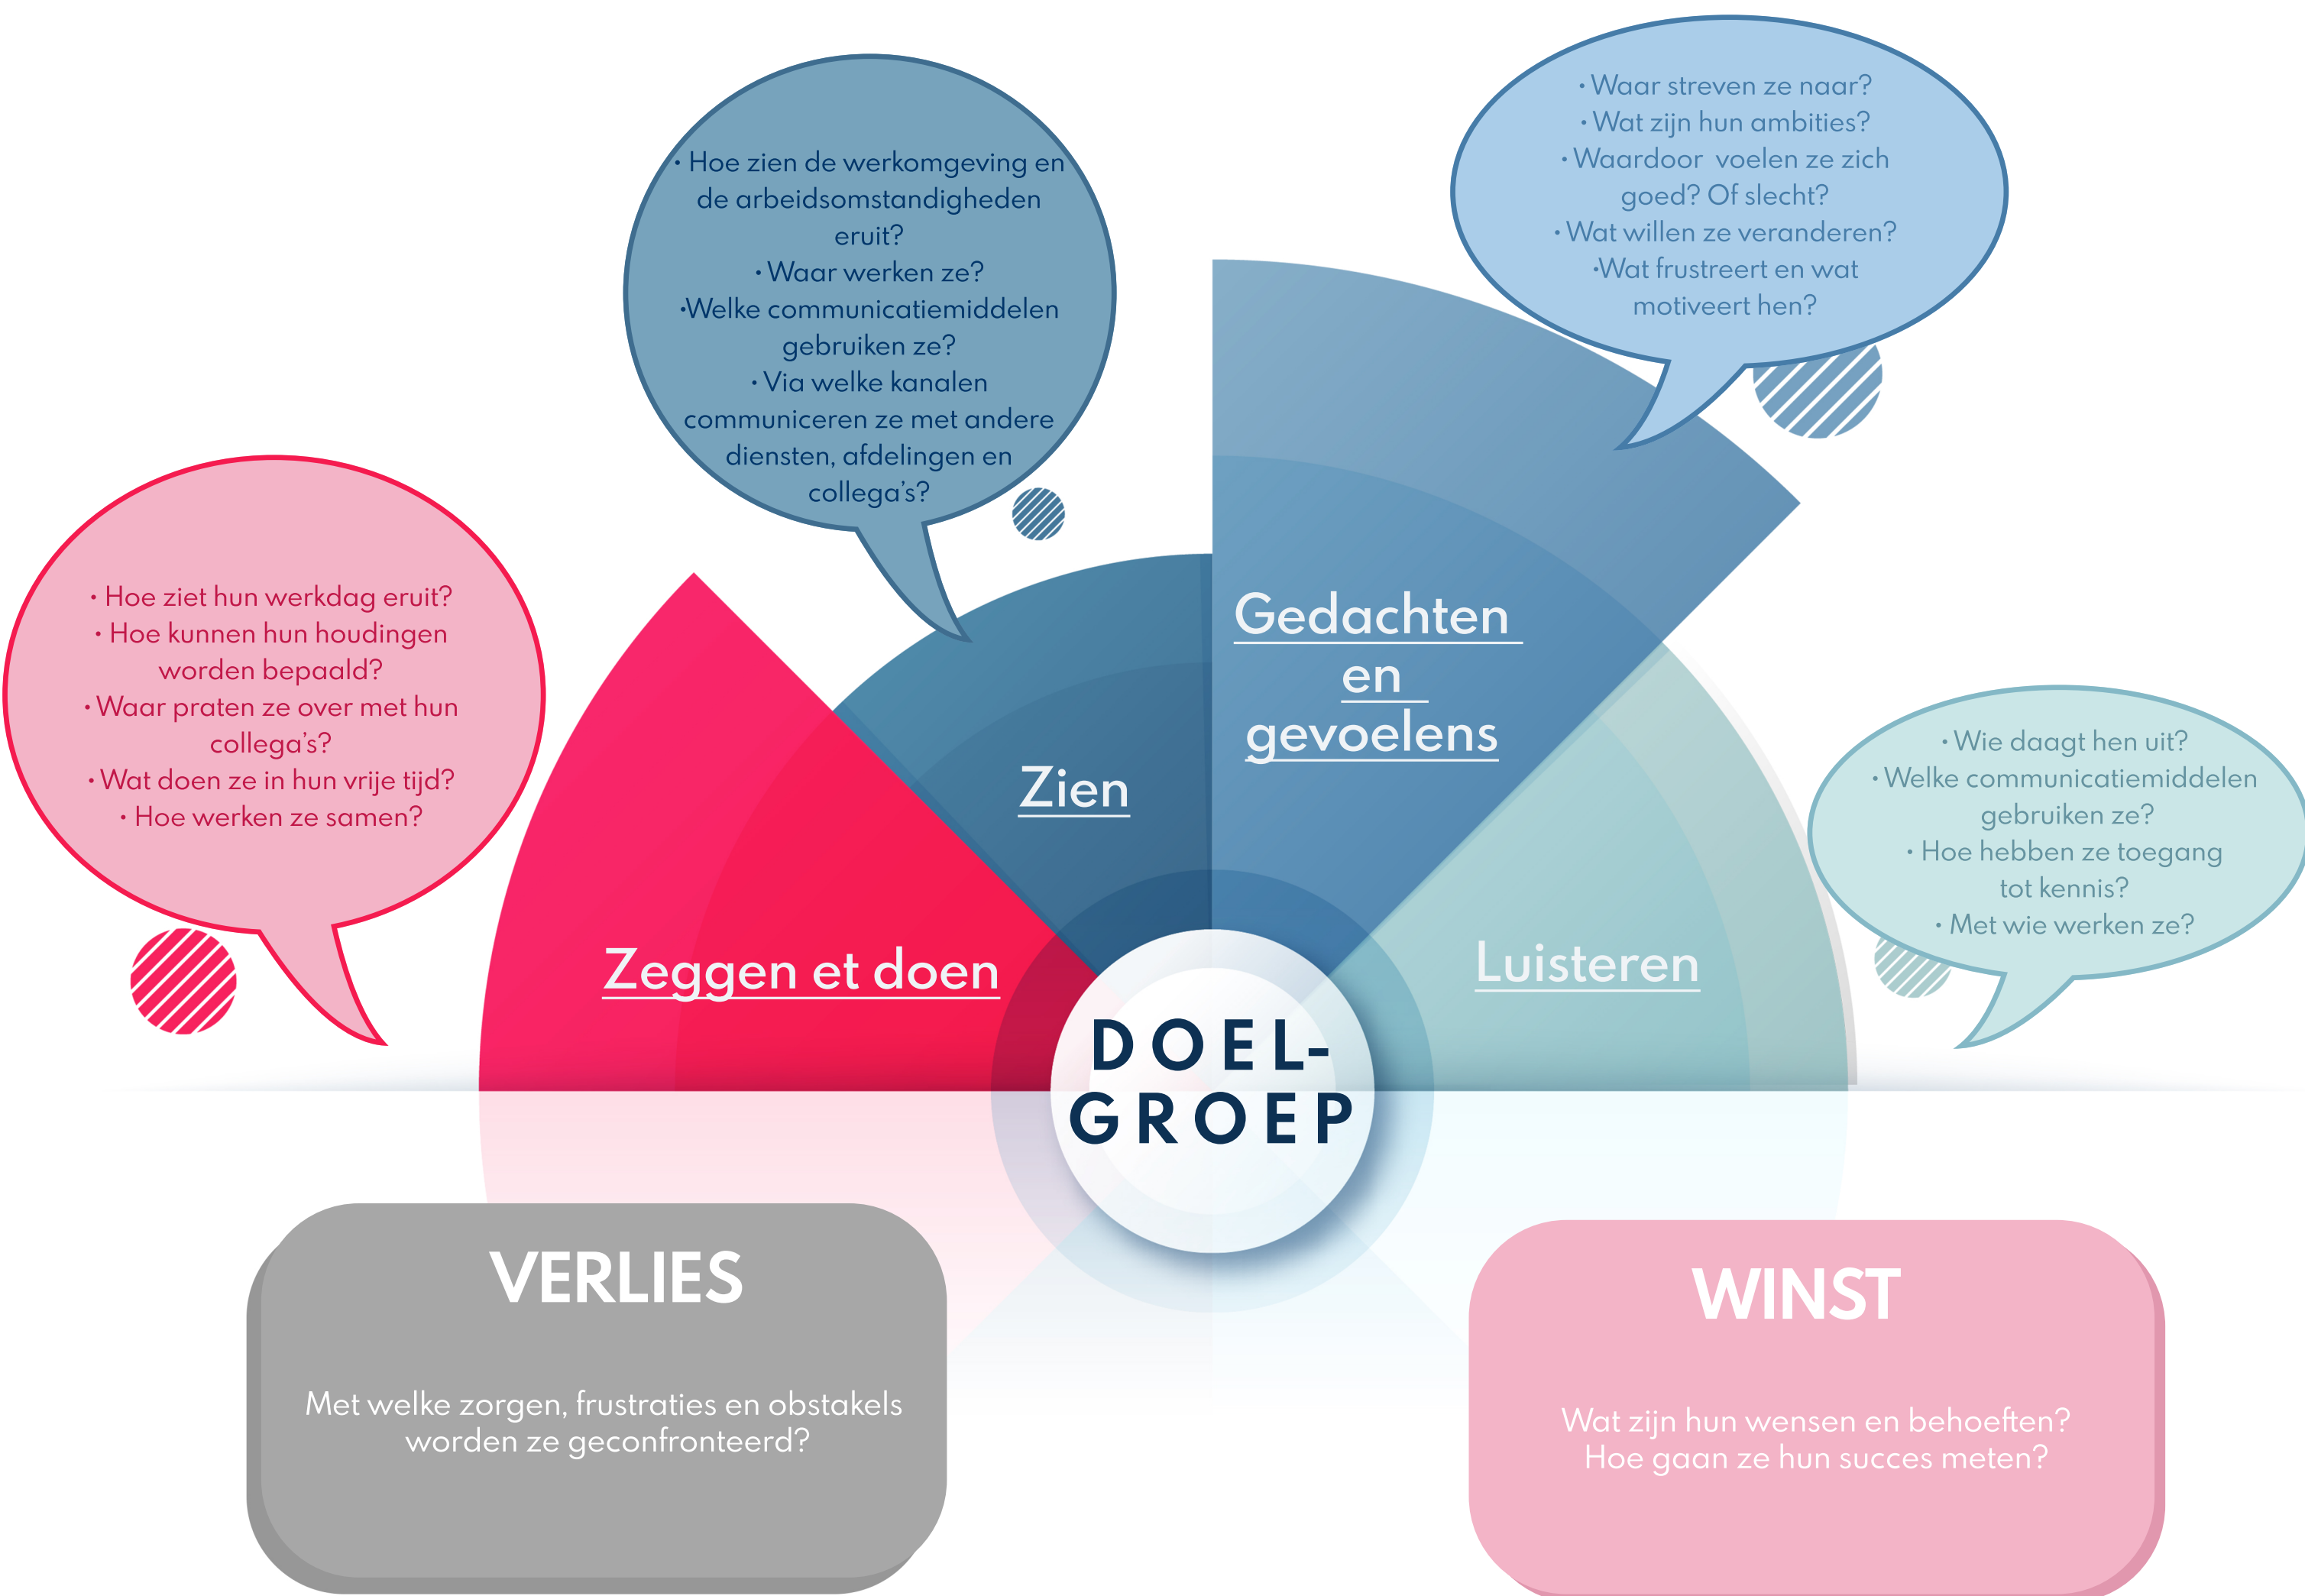 • Waar streven ze naar?
• Wat zijn hun ambities?
• Waardoor voelen ze zich
goed? Of slecht?
• Wat willen ze veranderen?
•Wat frustreert en wat
motiveert hen?
• Hoe zien de werkomgeving en
de arbeidsomstandigheden
eruit?
• Waar werken ze?
•Welke communicatiemiddelen
gebruiken ze?
• Via welke kanalen
communiceren ze met andere
diensten, afdelingen en
collega's?
• Hoe ziet hun werkdag eruit?
• Hoe kunnen hun houdingen
worden bepaald?
• Waar praten ze over met hun
collega's?
• Wat doen ze in hun vrije tijd?
• Hoe werken ze samen?
Gedachten
en
gevoelens
Zien
• Wie daagt hen uit?
• Welke communicatiemiddelen
gebruiken ze?
• Hoe hebben ze toegang
tot kennis?
• Met wie werken ze?
Zeggen et doen
Luisteren
DOEL-
GROEP
VERLIES
Met welke zorgen, frustraties en obstakels
worden ze geconfronteerd?
WINST
Wat zijn hun wensen en behoeften?
Hoe gaan ze hun succes meten?